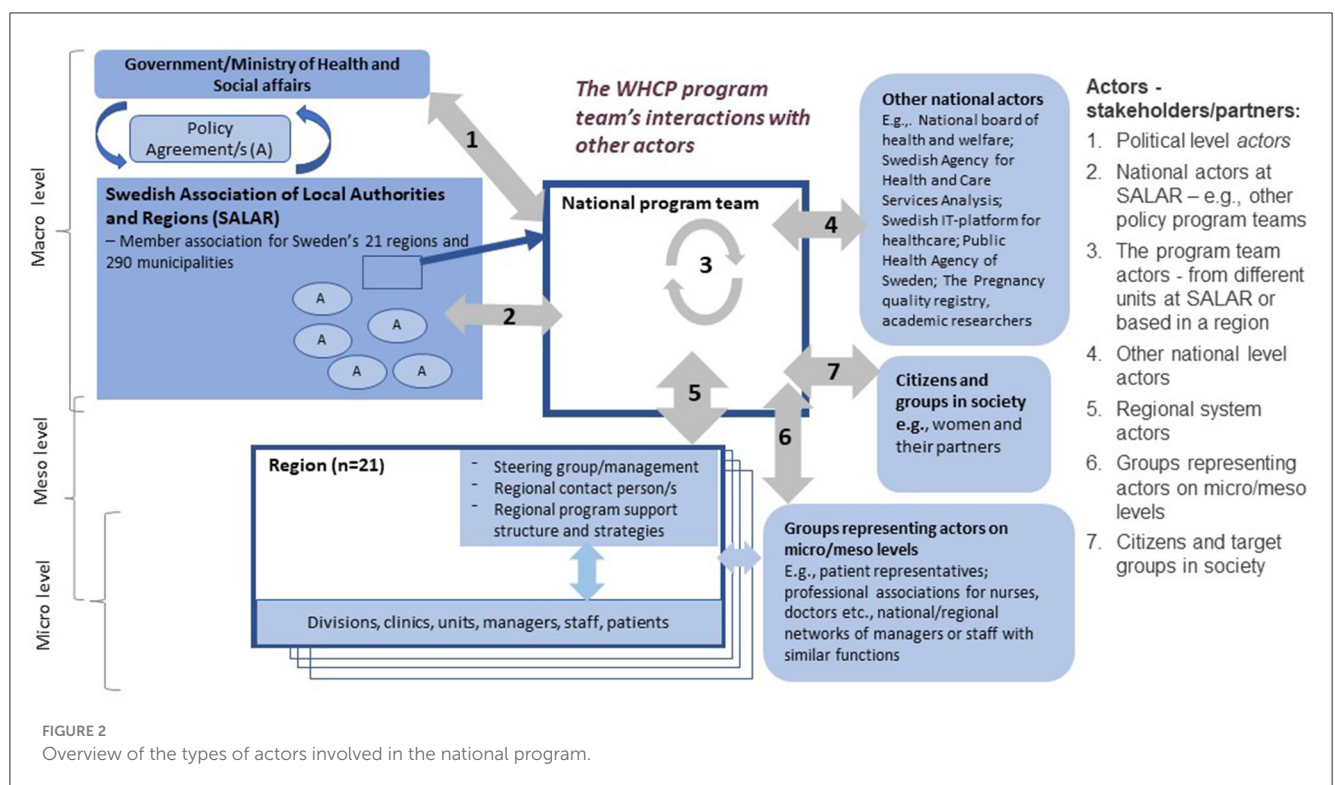 Macro level
Meso level
Micro level
Government/Ministry of Health and
Social affairs
Policy
Agreement/s (A)
Swedish Association of Local Authorities
and Regions (SALAR)
– Member association for Sweden's 21 regions and
290 municipalities
A
A
A
A
A
The WHCP program
team's interactions with
other actors
1
2
National program team
3
4
5
6
7
Other national actors
E.g,. National board of
health and welfare;
Swedish Agency for
Health and Care
Services Analysis;
Swedish IT-platform for
healthcare; Public
Health Agency of
Sweden; The Pregnancy
quality registry,
academic researchers
Citizens and
groups in society
e.g., women and
their partners
Region (n=21)
- Steering group/management
- Regional contact person/s
- Regional program support
structure and strategies
Divisions, clinics, units, managers, staff, patients
Groups representing actors on
micro/meso levels
E.g., patient representatives;
professional associations for nurses,
doctors etc., national/regional
networks of managers or staff with
similar functions
Actors -
stakeholders/partners:
1. Political level actors
2. National actors at
SALAR – e.g., other
policy program teams
3. The program team
actors - from different
units at SALAR or
based in a region
4. Other national level
actors
5. Regional system
actors
6. Groups representing
actors on micro/meso
levels
7. Citizens and target
groups in society
FIGURE 2
Overview of the types of actors involved in the national program.